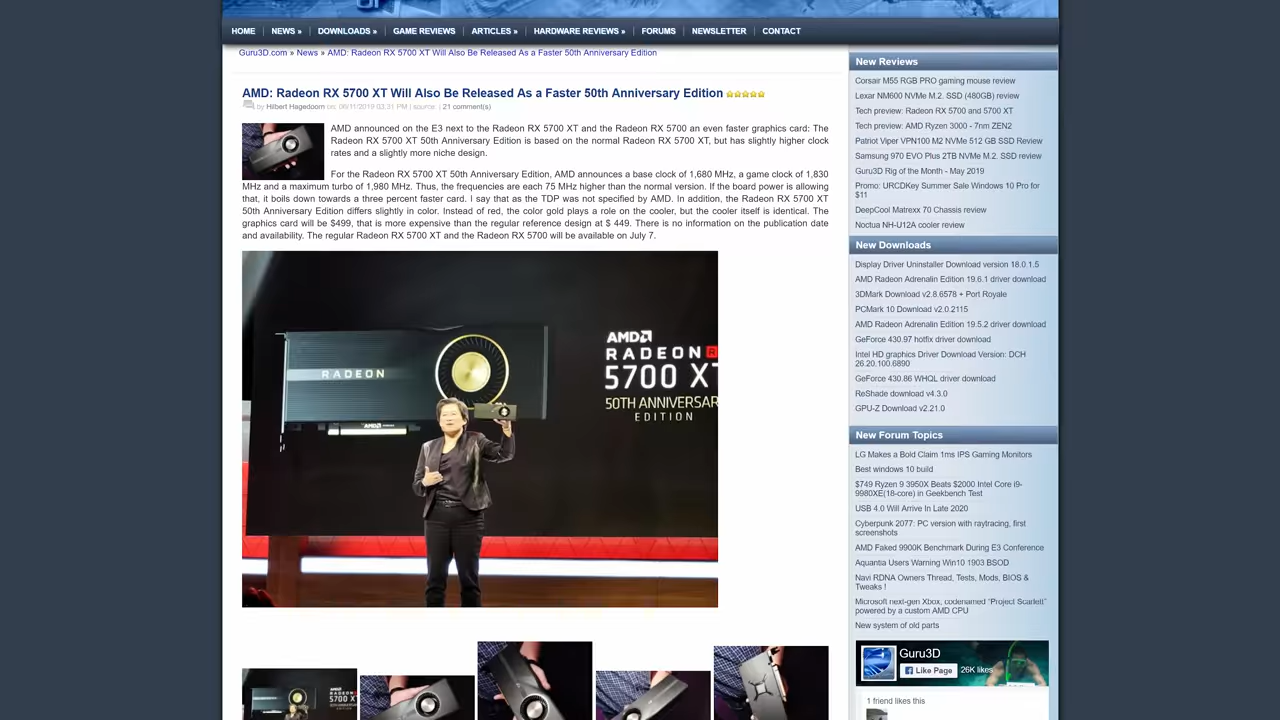 HOME
NEWS »
DOWNLOADS »
GAME REVIEWS
ARTICLES »
HARDWARE REVIEWS »
FORUMS
NEWSLETTER
CONTACT
Guru3D.com » News » AMD: Radeon RX 5700 XT Will Also Be Released As a Faster 50th Anniversary Edition
AMD: Radeon RX 5700 XT Will Also Be Released As a Faster 50th Anniversary Edition
by Hilbert Hagedoorn on: 06/11/2019 03:31 PM | source: | 21 comment(s)
AMD announced on the E3 next to the Radeon RX 5700 XT and the Radeon RX 5700 an even faster graphics card: The
Radeon RX 5700 XT 50th Anniversary Edition is based on the normal Radeon RX 5700 XT, but has slightly higher clock
rates and a slightly more niche design.
For the Radeon RX 5700 XT 50th Anniversary Edition, AMD announces a base clock of 1,680 MHz, a game clock of 1,830
MHz and a maximum turbo of 1,980 MHz. Thus, the frequencies are each 75 MHz higher than the normal version. If the board power is allowing
that, it boils down towards a three percent faster card. I say that as the TDP was not specified by AMD. In addition, the Radeon RX 5700 XT
50th Anniversary Edition differs slightly in color. Instead of red, the color gold plays a role on the cooler, but the cooler itself is identical. The
graphics card will be $499, that is more expensive than the regular reference design at $ 449. There is no information on the publication date
and availability. The regular Radeon RX 5700 XT and the Radeon RX 5700 will be available on July 7.
RADEON
AMD
AMD
RADEON R
5700 XT
50TH ANNIVERSAR
EDITION
AMD
RADEON
5700 X
New Reviews
Corsair M55 RGB PRO gaming mouse review
Lexar NM600 NVMe M.2. SSD (480GB) review
Tech preview: Radeon RX 5700 and 5700 XT
Tech preview: AMD Ryzen 3000 - 7nm ZEN2
Patriot Viper VPN100 M2 NVMe 512 GB SSD Review
Samsung 970 EVO Plus 2TB NVMe M.2. SSD review
Guru3D Rig of the Month - May 2019
Promo: URCDKey Summer Sale Windows 10 Pro for
$11
DeepCool Matrexx 70 Chassis review
Noctua NH-U12A cooler review
New Downloads
Display Driver Uninstaller Download version 18.0.1.5
AMD Radeon Adrenalin Edition 19.6.1 driver download
3DMark Download v2.8.6578 + Port Royale
PCMark 10 Download v2.0.2115
AMD Radeon Adrenalin Edition 19.5.2 driver download
GeForce 430.97 hotfix driver download
Intel HD graphics Driver Download Version: DCH
26.20.100.6890
GeForce 430.86 WHQL driver download
ReShade download v4.3.0
GPU-Z Download v2.21.0
New Forum Topics
LG Makes a Bold Claim 1ms IPS Gaming Monitors
Best windows 10 build
$749 Ryzen 9 3950X Beats $2000 Intel Core i9-
9980XE(18-core) in Geekbench Test
USB 4.0 Will Arrive In Late 2020
Cyberpunk 2077: PC version with raytracing, first
screenshots
AMD Faked 9900K Benchmark During E3 Conference
Aquantia Users Warning Win10 1903 BSOD
Navi RDNA Owners Thread, Tests, Mods, BIOS &
Tweaks !
Microsoft next-gen Xbox, codenamed "Project Scarlett"
powered by a custom AMD CPU
New system of old parts
Guru3D
Like Page
26K likes
1 friend likes this